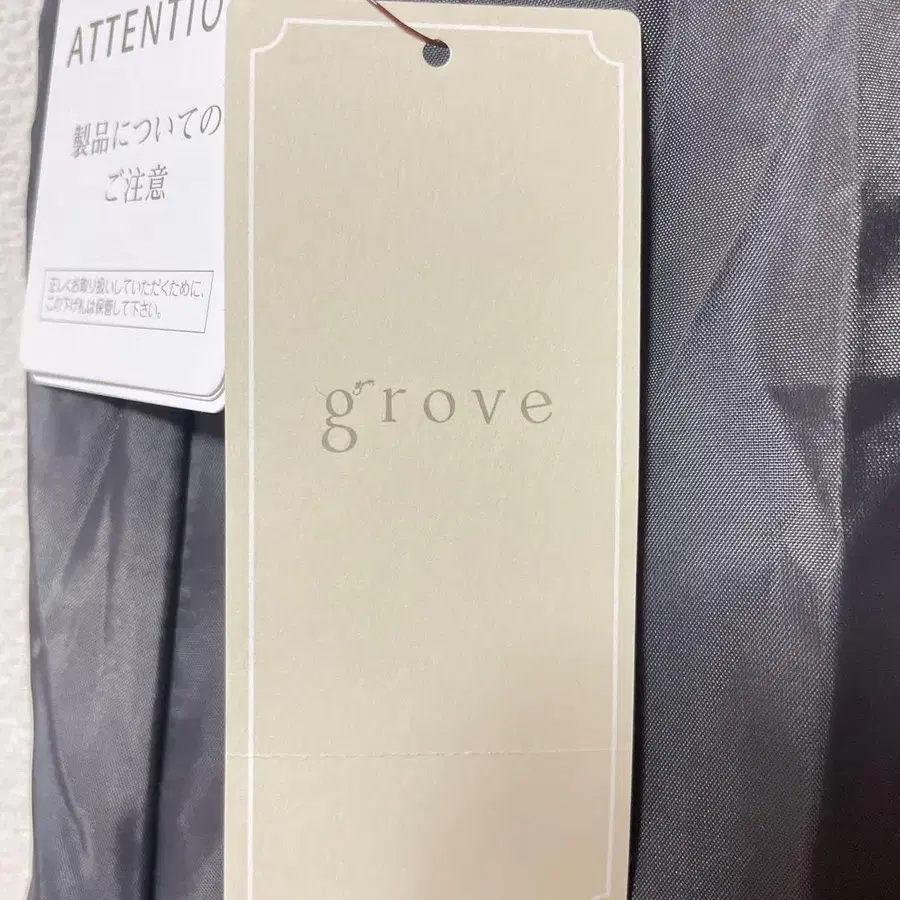 ATTENTIO
製品についての
ご注意
正しくお取り扱いしていただくために、
この下げ札は保管して下さい。
grove